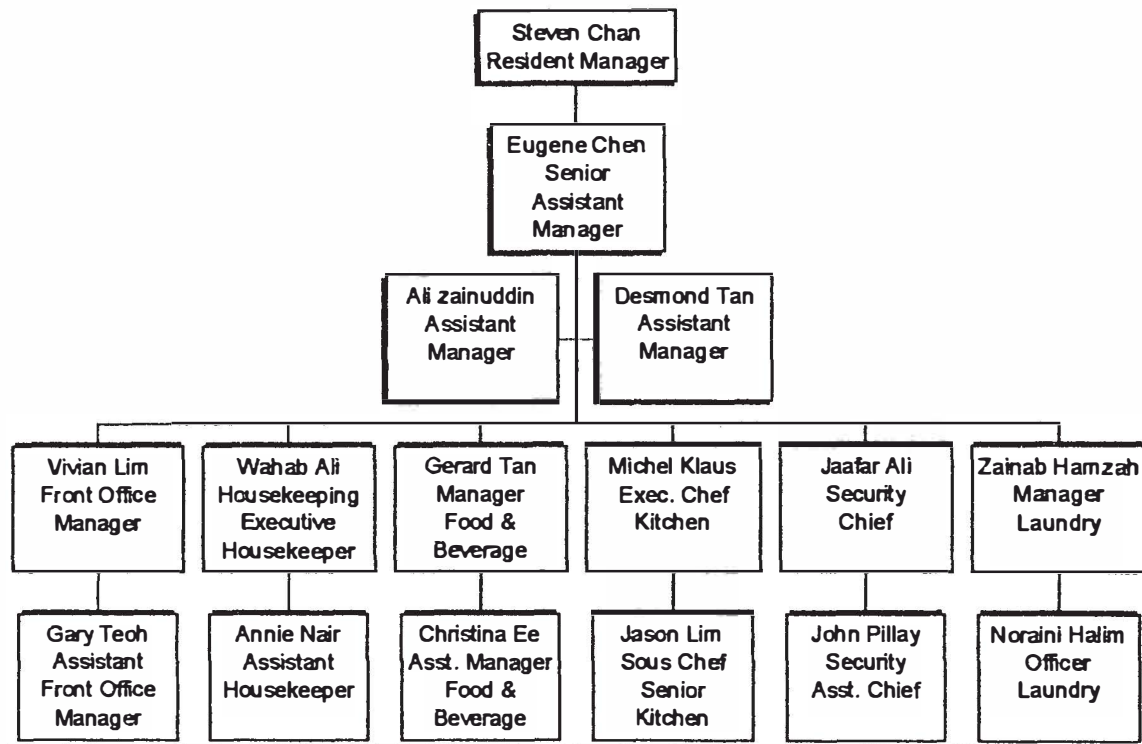 Steven Chan
Resident Manager
Eugene Chen
Senior
Assistant
Manager
Ali zainuddin
Assistant
Manager
Desmond Tan
Assistant
Manager
Vivian Lim
Front Office
Manager
Wahab Ali
Housekeeping
Executive
Housekeeper
Gerard Tan
Manager
Food &
Beverage
Michel Klaus
Exec. Chef
Kitchen
Jaafar Ali
Security
Chief
Zainab Hamzah
Manager
Laundry
Gary Teoh
Assistant
Front Office
Manager
Annie Nair
Assistant
Housekeeper
Christina Ee
Asst. Manager
Food &
Beverage
Jason Lim
Sous Chef
Senior
Kitchen
John Pillay
Security
Asst. Chief
Noraini Halim
Officer
Laundry